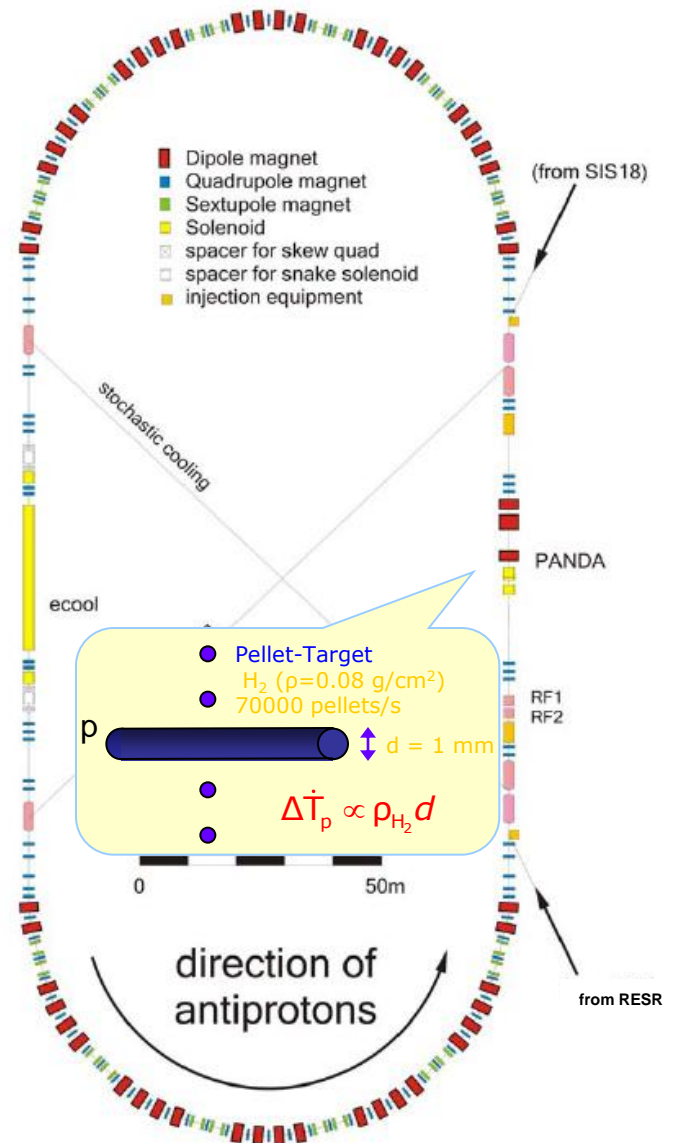 Dipole magnet
Quadrupole magnet
Sextupole magnet
Solenoid
spacer for skew quad
spacer for snake solenoid
injection equipment
(from SIS18)
stochastic cooling
PANDA
ecool
Pellet-Target
H₂ (ρ=0.08 g/cm²)
70000 pellets/s
p
d = 1 mm
ΔṪₚ ∝ ρ_H₂ d
RF1
RF2
0
50m
direction of
antiprotons
from RESR